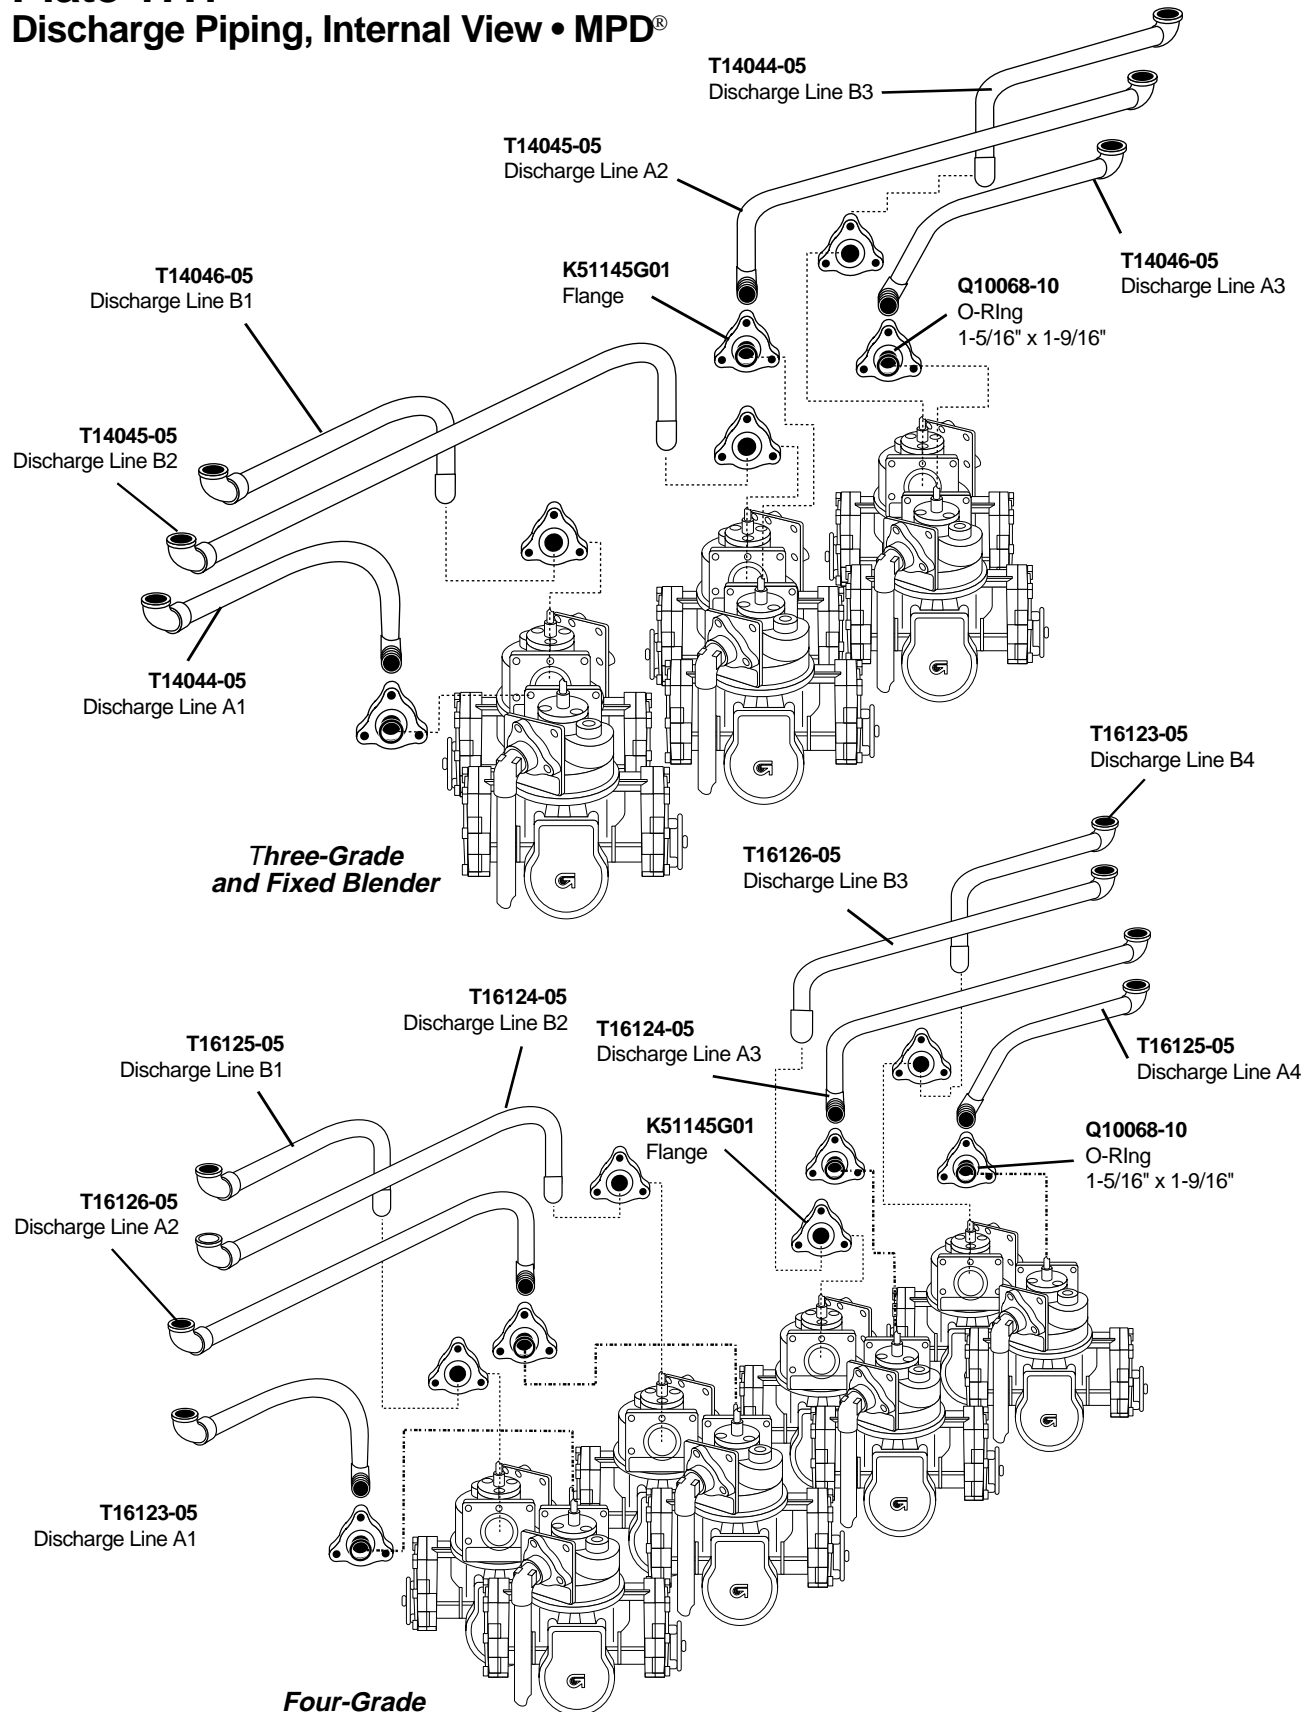 Discharge Piping, Internal View • MPD®
T14044-05
Discharge Line B3
T14045-05
Discharge Line A2
T14046-05
Discharge Line B1
K51145G01
Flange
T14046-05
Discharge Line A3
Q10068-10
O-RIng
1-5/16" x 1-9/16"
T14045-05
Discharge Line B2
T14044-05
Discharge Line A1
Three-Grade
and Fixed Blender
T16123-05
Discharge Line B4
T16126-05
Discharge Line B3
T16124-05
Discharge Line B2
T16124-05
Discharge Line A3
T16125-05
Discharge Line B1
T16125-05
Discharge Line A4
K51145G01
Flange
Q10068-10
O-RIng
1-5/16" x 1-9/16"
T16126-05
Discharge Line A2
T16123-05
Discharge Line A1
Four-Grade